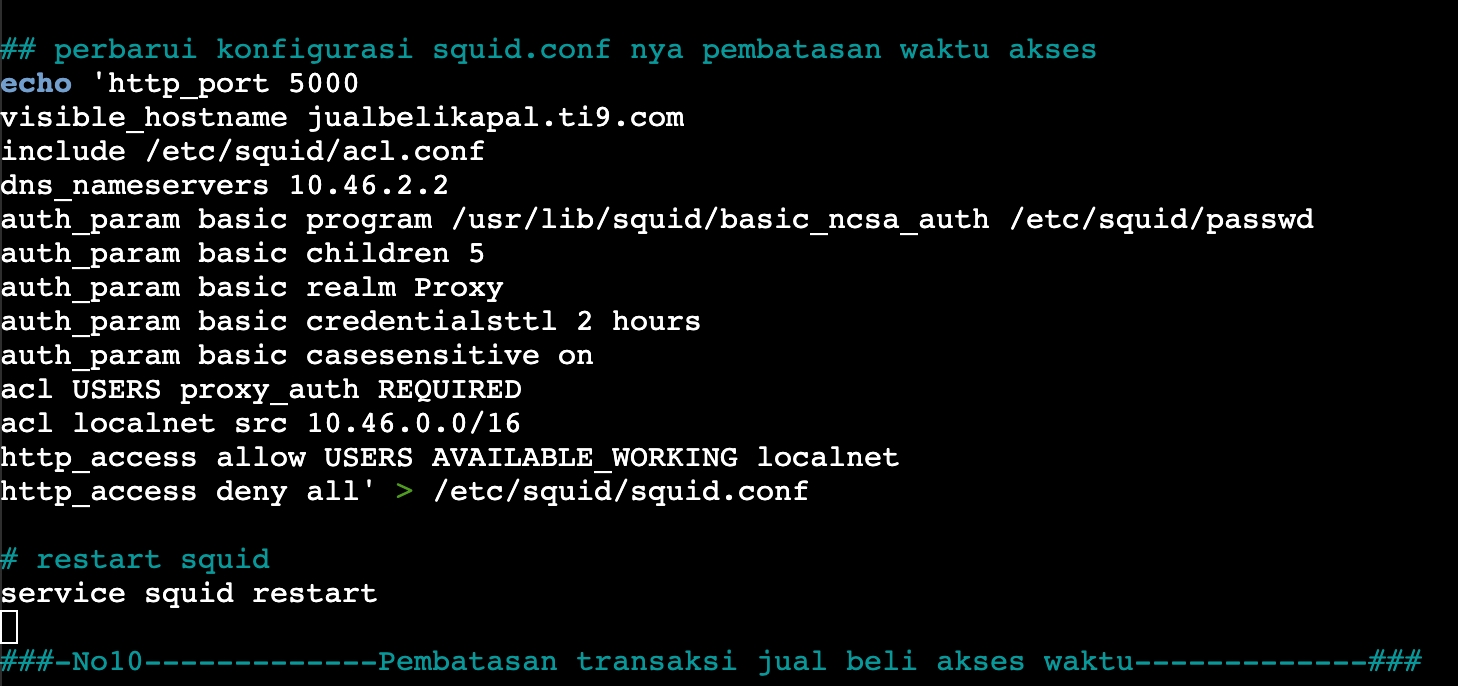 ## perbarui konfigurasi squid.conf nya pembatasan waktu akses
echo 'http_port 5000
visible_hostname jualbelikapal.ti9.com
include /etc/squid/acl.conf
dns_nameservers 10.46.2.2
auth_param basic program /usr/lib/squid/basic_ncsa_auth /etc/squid/passwd
auth_param basic children 5
auth_param basic realm Proxy
auth_param basic credentialsttl 2 hours
auth_param basic casesensitive on
acl USERS proxy_auth REQUIRED
acl localnet src 10.46.0.0/16
http_access allow USERS AVAILABLE_WORKING localnet
http_access deny all' > /etc/squid/squid.conf
# restart squid
service squid restart
###-No10-------------Pembatasan transaksi jual beli akses waktu-------------###